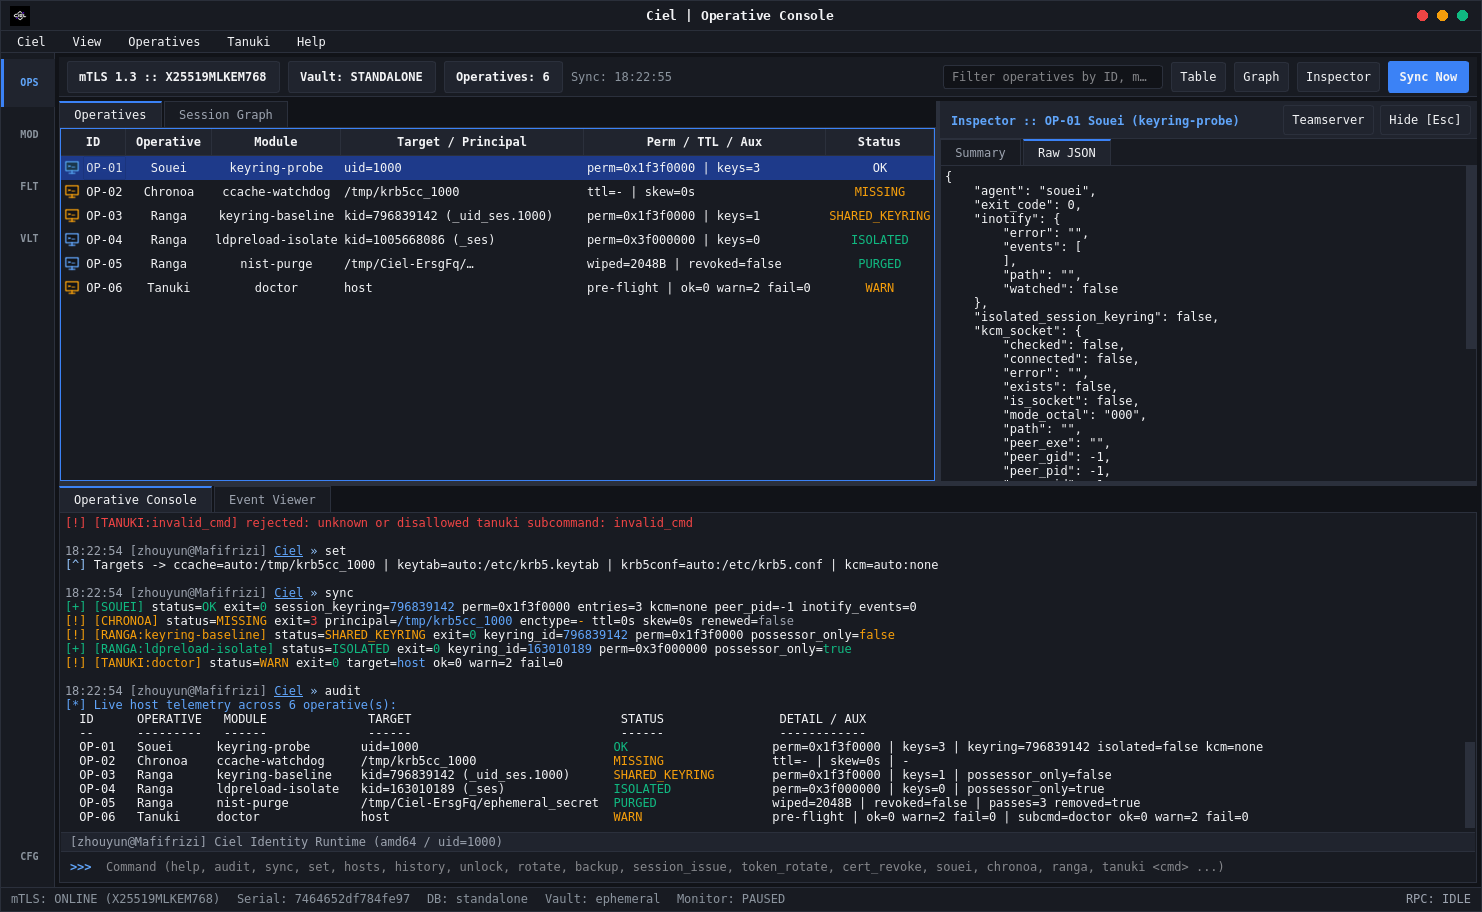 Ciel | Operative Console
Ciel View Operatives Tanuki Help
OPS
MOD
FLT
VLT
CFG
mTLS 1.3 :: X25519MLKEM768 Vault: STANDALONE Operatives: 6 Sync: 18:22:55 Filter operatives by ID, m… Table Graph Inspector Sync Now
Operatives Session Graph
ID Operative Module Target / Principal Perm / TTL / Aux Status
OP-01 Souei keyring-probe uid=1000 perm=0x1f3f0000 | keys=3 OK
OP-02 Chronoa ccache-watchdog /tmp/krb5cc_1000 ttl=- | skew=0s MISSING
OP-03 Ranga keyring-baseline kid=796839142 (_uid_ses.1000) perm=0x1f3f0000 | keys=1 SHARED_KEYRING
OP-04 Ranga ldpreload-isolate kid=1005668086 (_ses) perm=0x3f000000 | keys=0 ISOLATED
OP-05 Ranga nist-purge /tmp/Ciel-ErsgFq/… wiped=2048B | revoked=false PURGED
OP-06 Tanuki doctor host pre-flight | ok=0 warn=2 fail=0 WARN
Inspector :: OP-01 Souei (keyring-probe) Teamserver Hide [Esc]
Summary Raw JSON
{
"agent": "souei",
"exit_code": 0,
"inotify": {
"error": "",
"events": [
],
"path": "",
"watched": false
},
"isolated_session_keyring": false,
"kcm_socket": {
"checked": false,
"connected": false,
"error": "",
"exists": false,
"is_socket": false,
"mode_octal": "000",
"path": "",
"peer_exe": "",
"peer_gid": -1,
"peer_pid": -1,
Operative Console Event Viewer
[!] [TANUKI:invalid_cmd] rejected: unknown or disallowed tanuki subcommand: invalid_cmd
18:22:54 [zhouyun@Mafifrizi] Ciel » set
[^] Targets -> ccache=auto:/tmp/krb5cc_1000 | keytab=auto:/etc/krb5.keytab | krb5conf=auto:/etc/krb5.conf | kcm=auto:none
18:22:54 [zhouyun@Mafifrizi] Ciel » sync
[+] [SOUEI] status=OK exit=0 session_keyring=796839142 perm=0x1f3f0000 entries=3 kcm=none peer_pid=-1 inotify_events=0
[!] [CHRONOA] status=MISSING exit=3 principal=/tmp/krb5cc_1000 enctype=- ttl=0s skew=0s renewed=false
[!] [RANGA:keyring-baseline] status=SHARED_KEYRING exit=0 keyring_id=796839142 perm=0x1f3f0000 possessor_only=false
[+] [RANGA:ldpreload-isolate] status=ISOLATED exit=0 keyring_id=163010189 perm=0x3f000000 possessor_only=true
[!] [TANUKI:doctor] status=WARN exit=0 target=host ok=0 warn=2 fail=0
18:22:54 [zhouyun@Mafifrizi] Ciel » audit
[*] Live host telemetry across 6 operative(s):
ID OPERATIVE MODULE TARGET STATUS DETAIL / AUX
-- --------- ------ ------ ------ ------------
OP-01 Souei keyring-probe uid=1000 OK perm=0x1f3f0000 | keys=3 | keyring=796839142 isolated=false kcm=none
OP-02 Chronoa ccache-watchdog /tmp/krb5cc_1000 MISSING ttl=- | skew=0s | -
OP-03 Ranga keyring-baseline kid=796839142 (_uid_ses.1000) SHARED_KEYRING perm=0x1f3f0000 | keys=1 | possessor_only=false
OP-04 Ranga ldpreload-isolate kid=163010189 (_ses) ISOLATED perm=0x3f000000 | keys=0 | possessor_only=true
OP-05 Ranga nist-purge /tmp/Ciel-ErsgFq/ephemeral_secret PURGED wiped=2048B | revoked=false | passes=3 removed=true
OP-06 Tanuki doctor host WARN pre-flight | ok=0 warn=2 fail=0 | subcmd=doctor ok=0 warn=2 fail=0
[zhouyun@Mafifrizi] Ciel Identity Runtime (amd64 / uid=1000)
>>> Command (help, audit, sync, set, hosts, history, unlock, rotate, backup, session_issue, token_rotate, cert_revoke, souei, chronoa, ranga, tanuki <cmd> ...)
mTLS: ONLINE (X25519MLKEM768) Serial: 7464652df784fe97 DB: standalone Vault: ephemeral Monitor: PAUSED RPC: IDLE